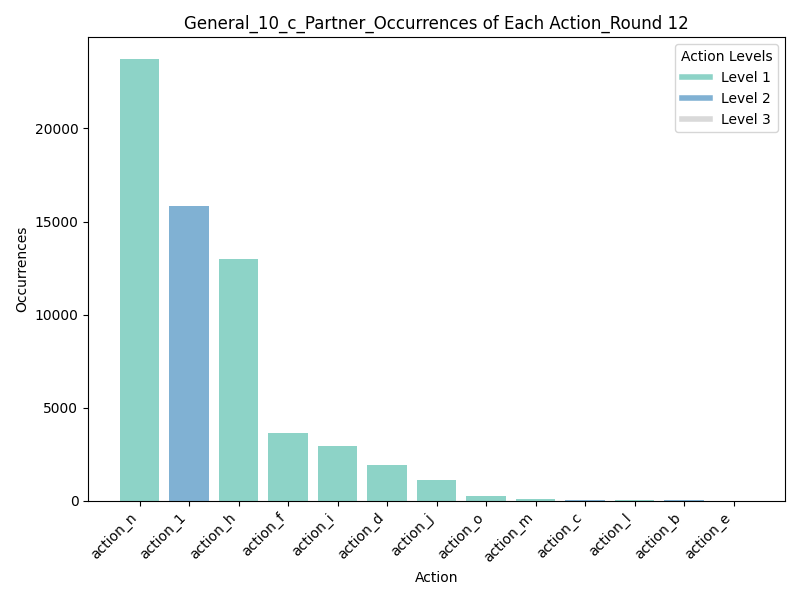 General_10_c_Partner_Occurrences of Each Action_Round 12
Action Levels
Level 1
Level 2
Level 3
Occurrences
20000
15000
10000
5000
0
action_n
action_1
action_h
action_f
action_i
action_d
action_j
action_o
action_m
action_c
action_l
action_b
action_e
Action